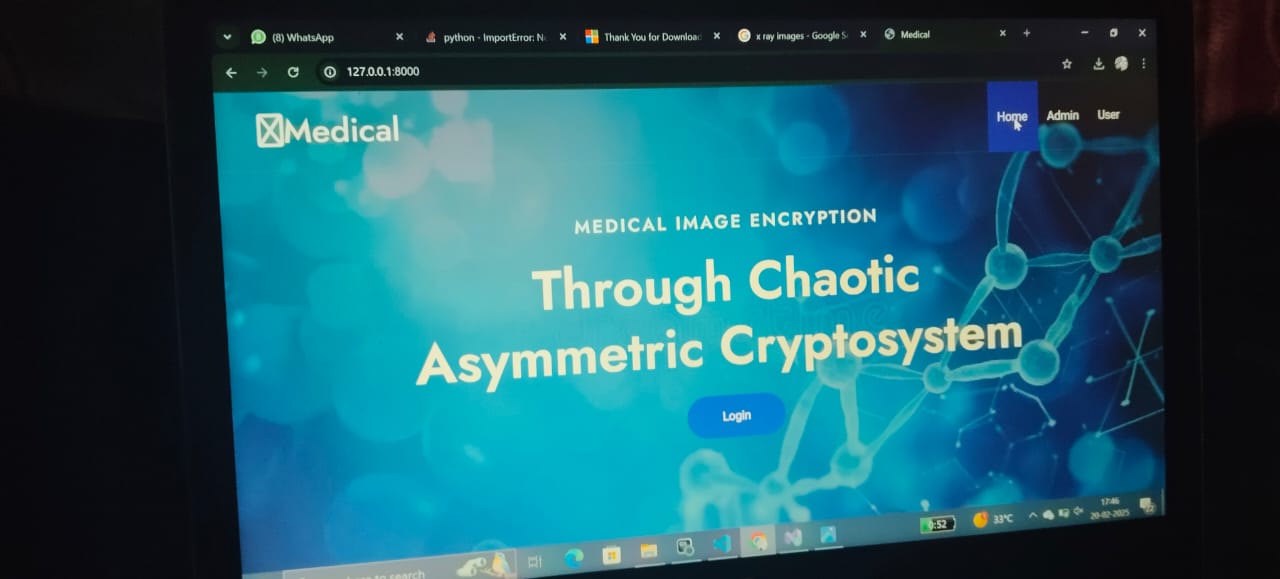 (8) WhatsApp
python - ImportError: N
Thank You for Downloa
x ray images - Google S
Medical
127.0.0.1:8000
Medical
Home
Admin
User
MEDICAL IMAGE ENCRYPTION
Through Chaotic
Asymmetric Cryptosystem
Login
to search
0:52
33°C
17:46
20-02-2025